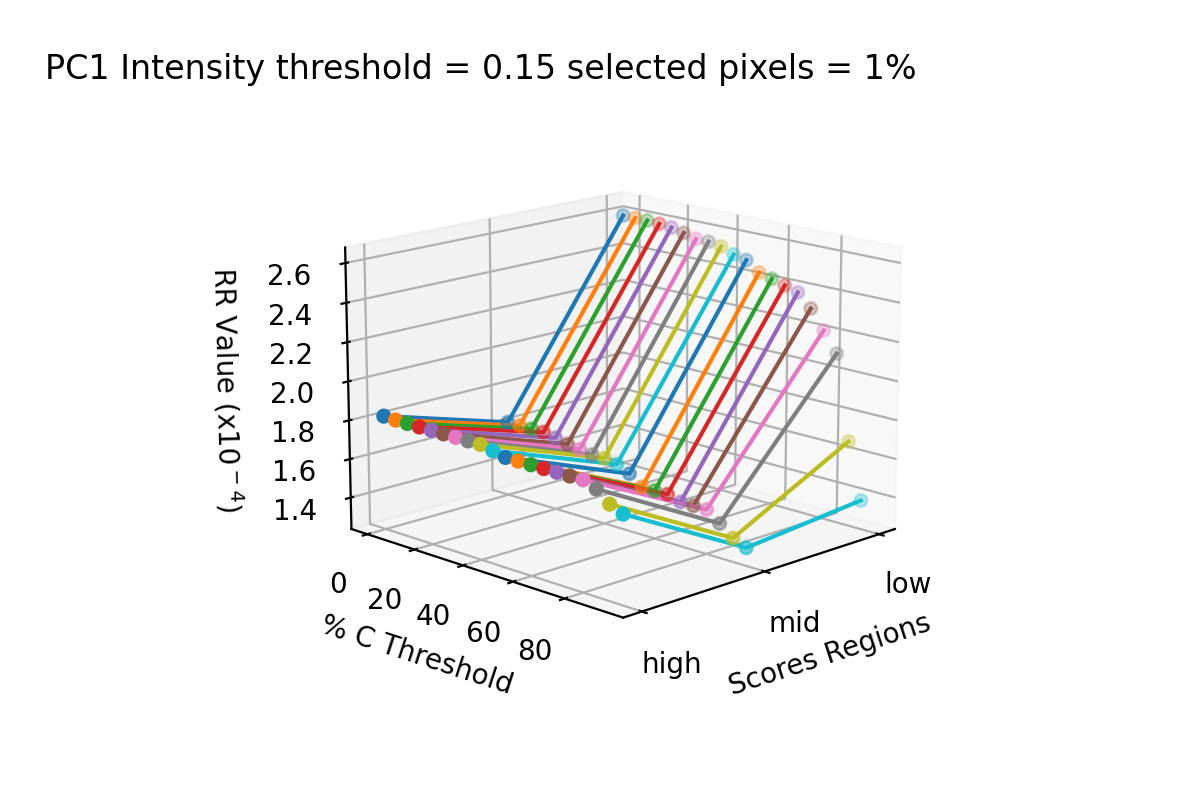 PC1 Intensity threshold = 0.15 selected pixels = 1%
RR Value (x10⁻⁴)
2.6
2.4
2.2
2.0
1.8
1.6
1.4
0
20
40
60
80
% C Threshold
high
mid
low
Scores Regions